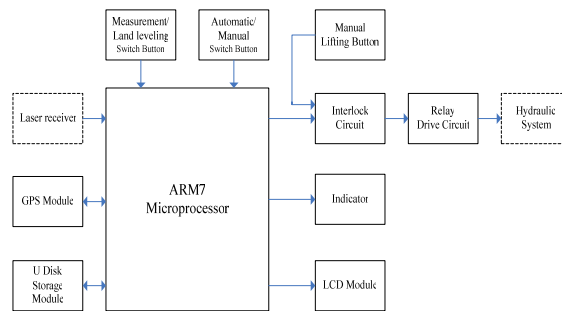 Measurement/
Land leveling
Switch Button
Automatic/
Manual
Switch Button
Manual
Lifting Button
Laser receiver
Interlock
Circuit
Relay
Drive Circuit
Hydraulic
System
ARM7
Microprocessor
GPS Module
Indicator
U Disk
Storage
Module
LCD Module